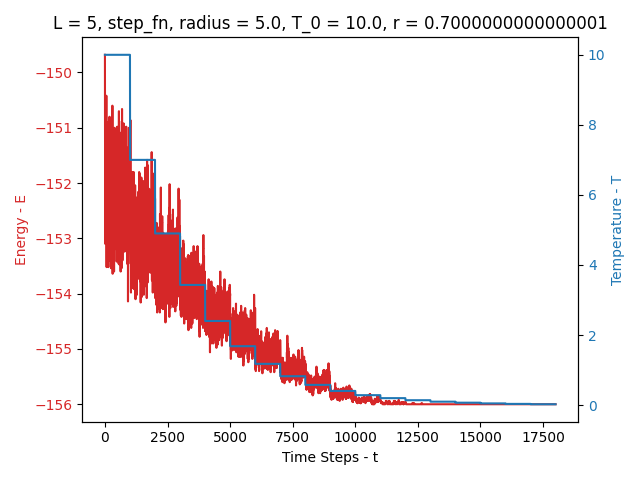 L = 5, step_fn, radius = 5.0, T_0 = 10.0, r = 0.7000000000000001
−150
−151
−152
−153
−154
−155
−156
Energy - E
10
8
6
4
2
0
Temperature - T
0 2500 5000 7500 10000 12500 15000 17500
Time Steps - t